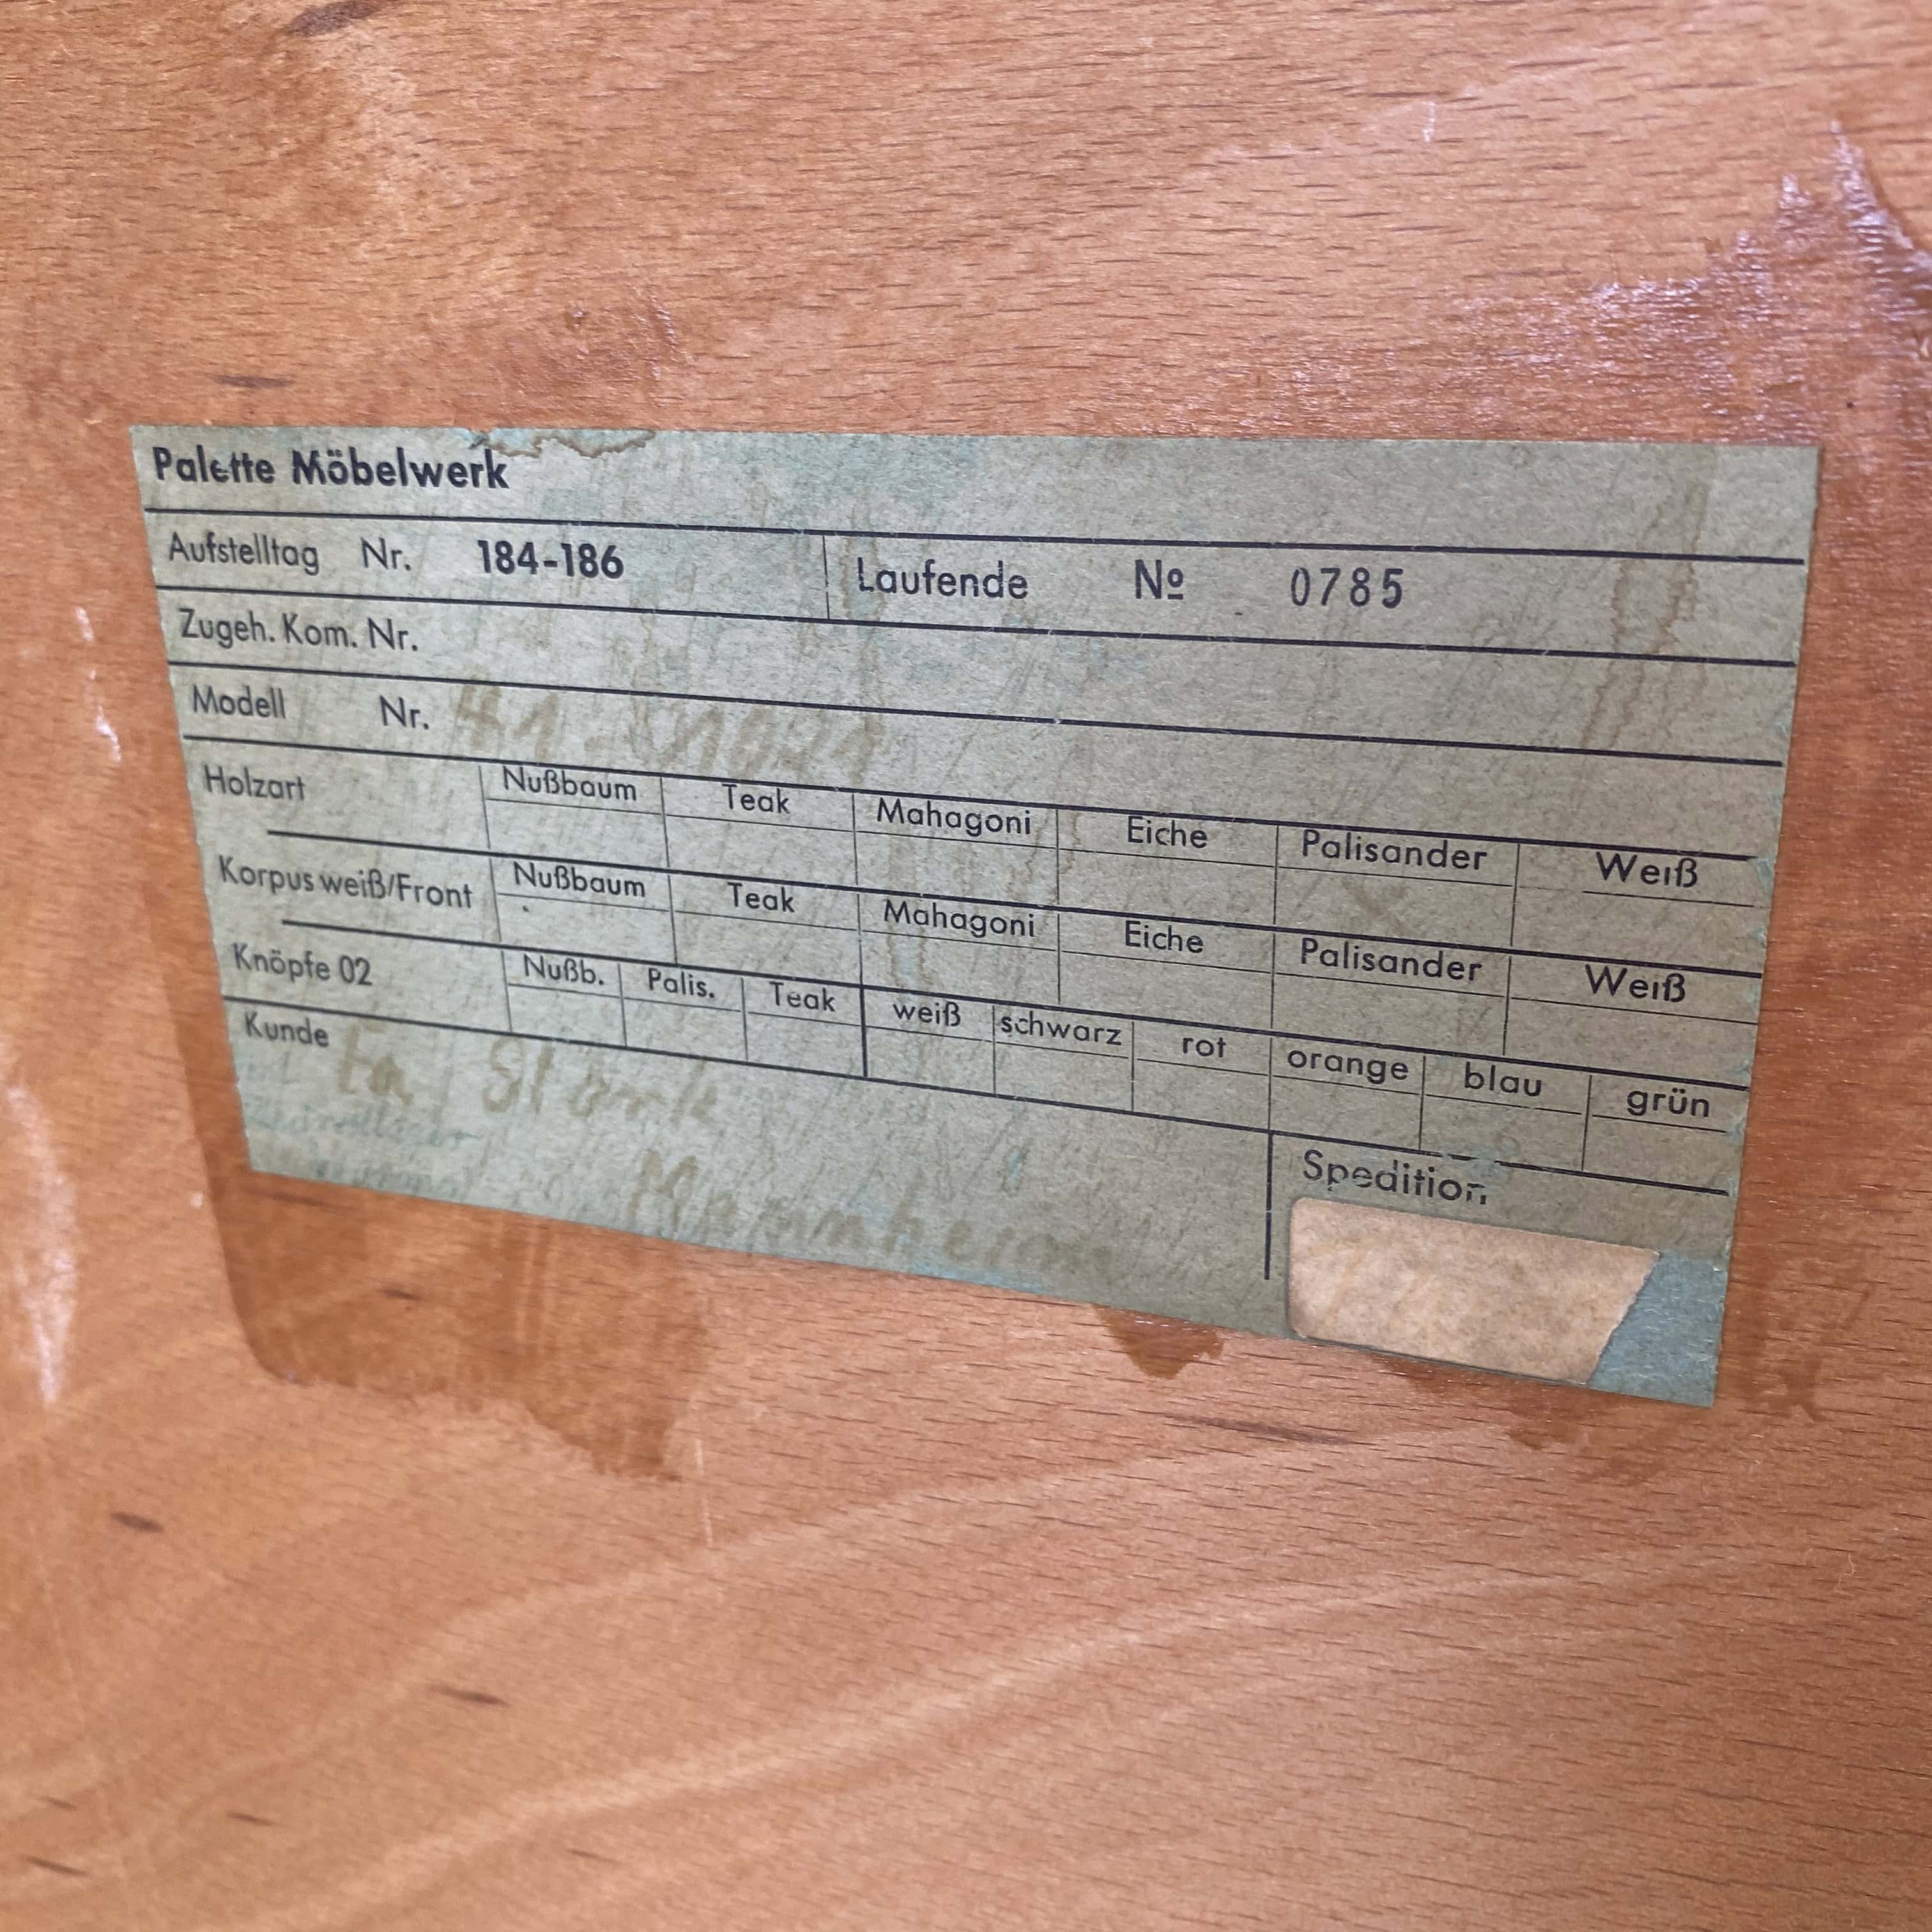 Palette Möbelwerk
Aufstelltag Nr. 184-186 Laufende № 0785
Zugeh. Kom. Nr.
Modell Nr.
Holzart Nußbaum Teak Mahagoni Eiche Palisander Weiß
Korpus weiß/Front Nußbaum Teak Mahagoni Eiche Palisander Weiß
Knöpfe 02 Nußb. Palis. Teak weiß schwarz rot orange blau grün
Kunde
Mannheim
Spedition